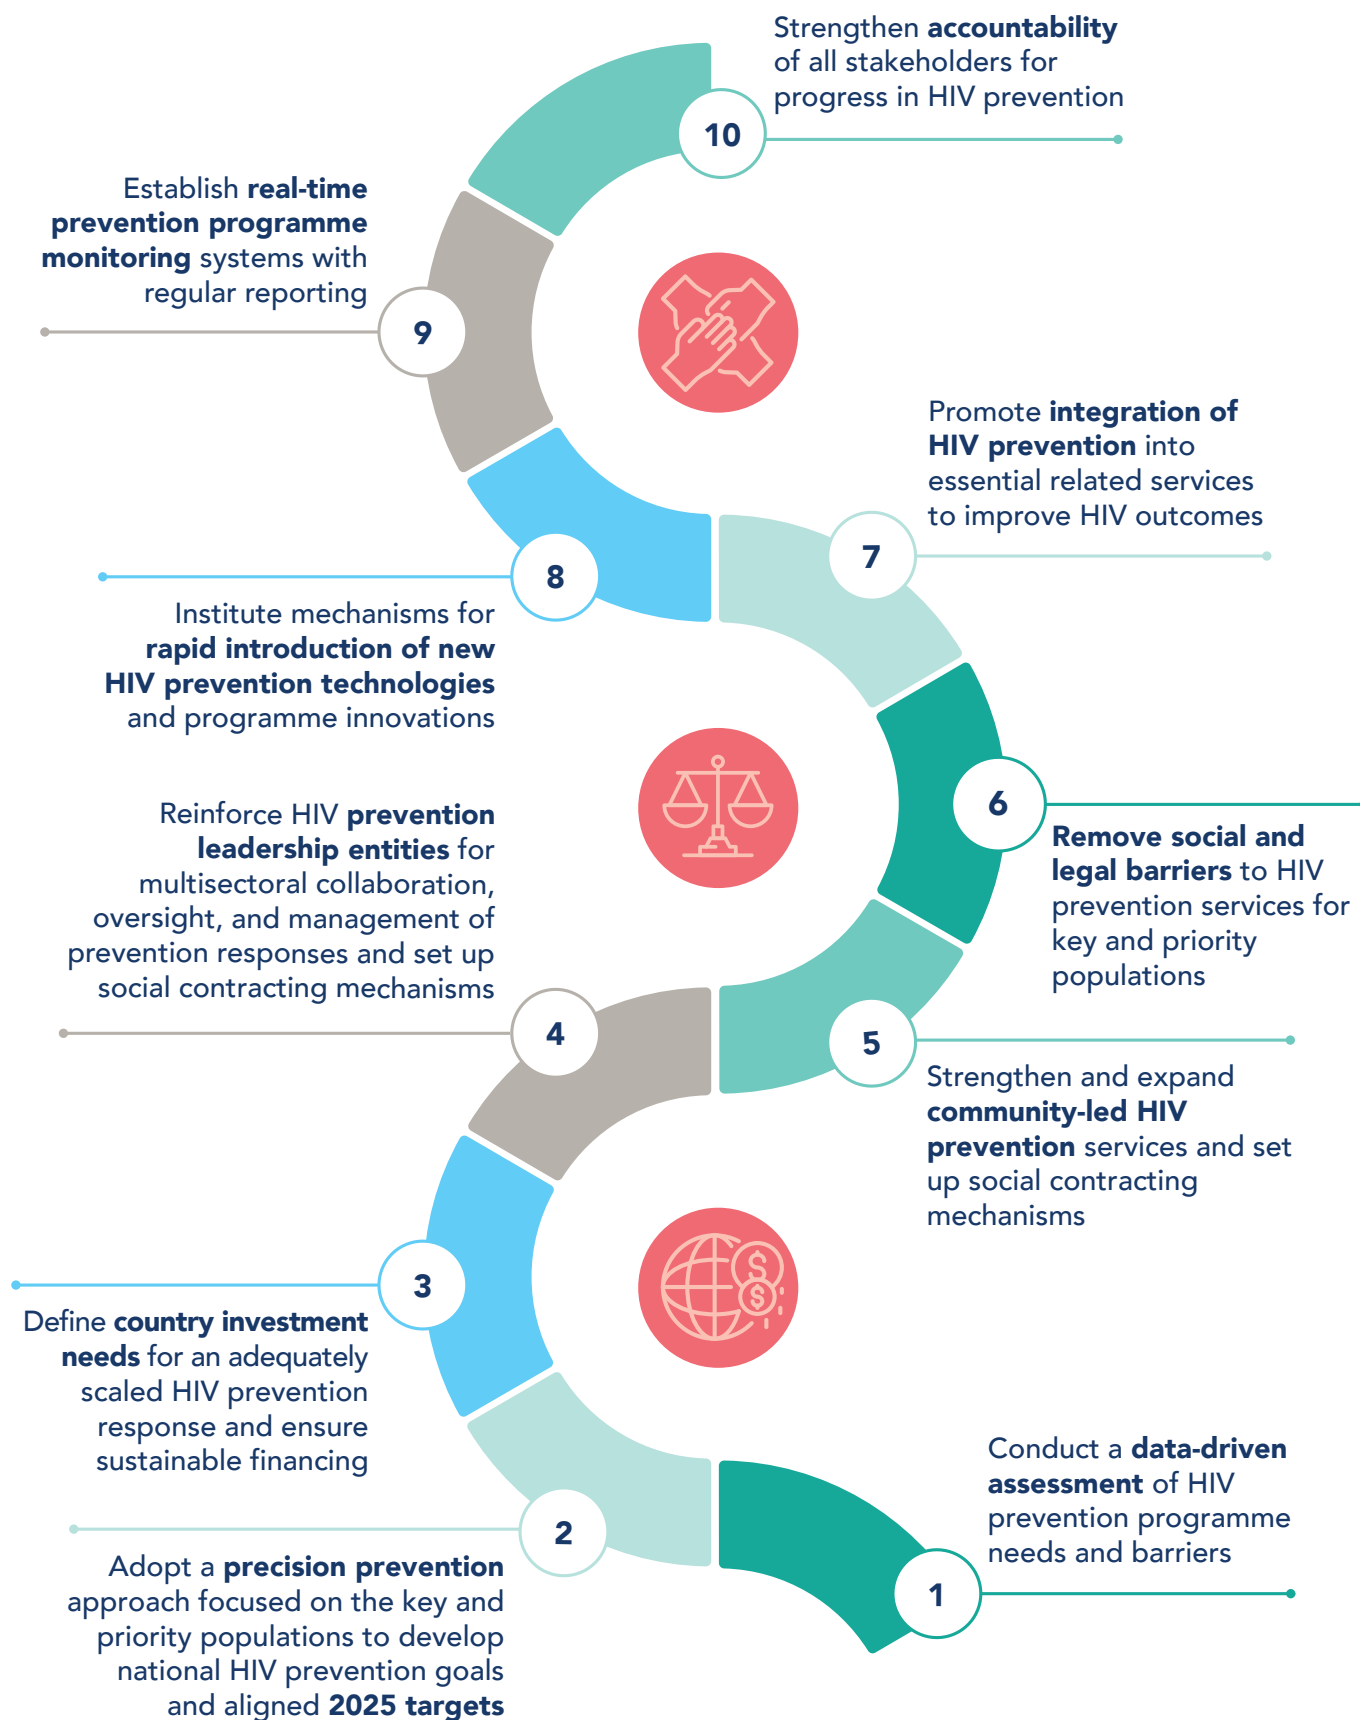 Strengthen accountability
of all stakeholders for
progress in HIV prevention
10
Establish real-time
prevention programme
monitoring systems with
regular reporting
9
Promote integration of
HIV prevention into
essential related services
to improve HIV outcomes
7
8
Institute mechanisms for
rapid introduction of new
HIV prevention technologies
and programme innovations
6
Remove social and
legal barriers to HIV
prevention services for
key and priority
populations
Reinforce HIV prevention
leadership entities for
multisectoral collaboration,
oversight, and management of
prevention responses and set up
social contracting mechanisms
4
5
Strengthen and expand
community-led HIV
prevention services and set
up social contracting
mechanisms
$
$
3
Define country investment
needs for an adequately
scaled HIV prevention
response and ensure
sustainable financing
Conduct a data-driven
assessment of HIV
prevention programme
needs and barriers
1
2
Adopt a precision prevention
approach focused on the key and
priority populations to develop
national HIV prevention goals
and aligned 2025 targets